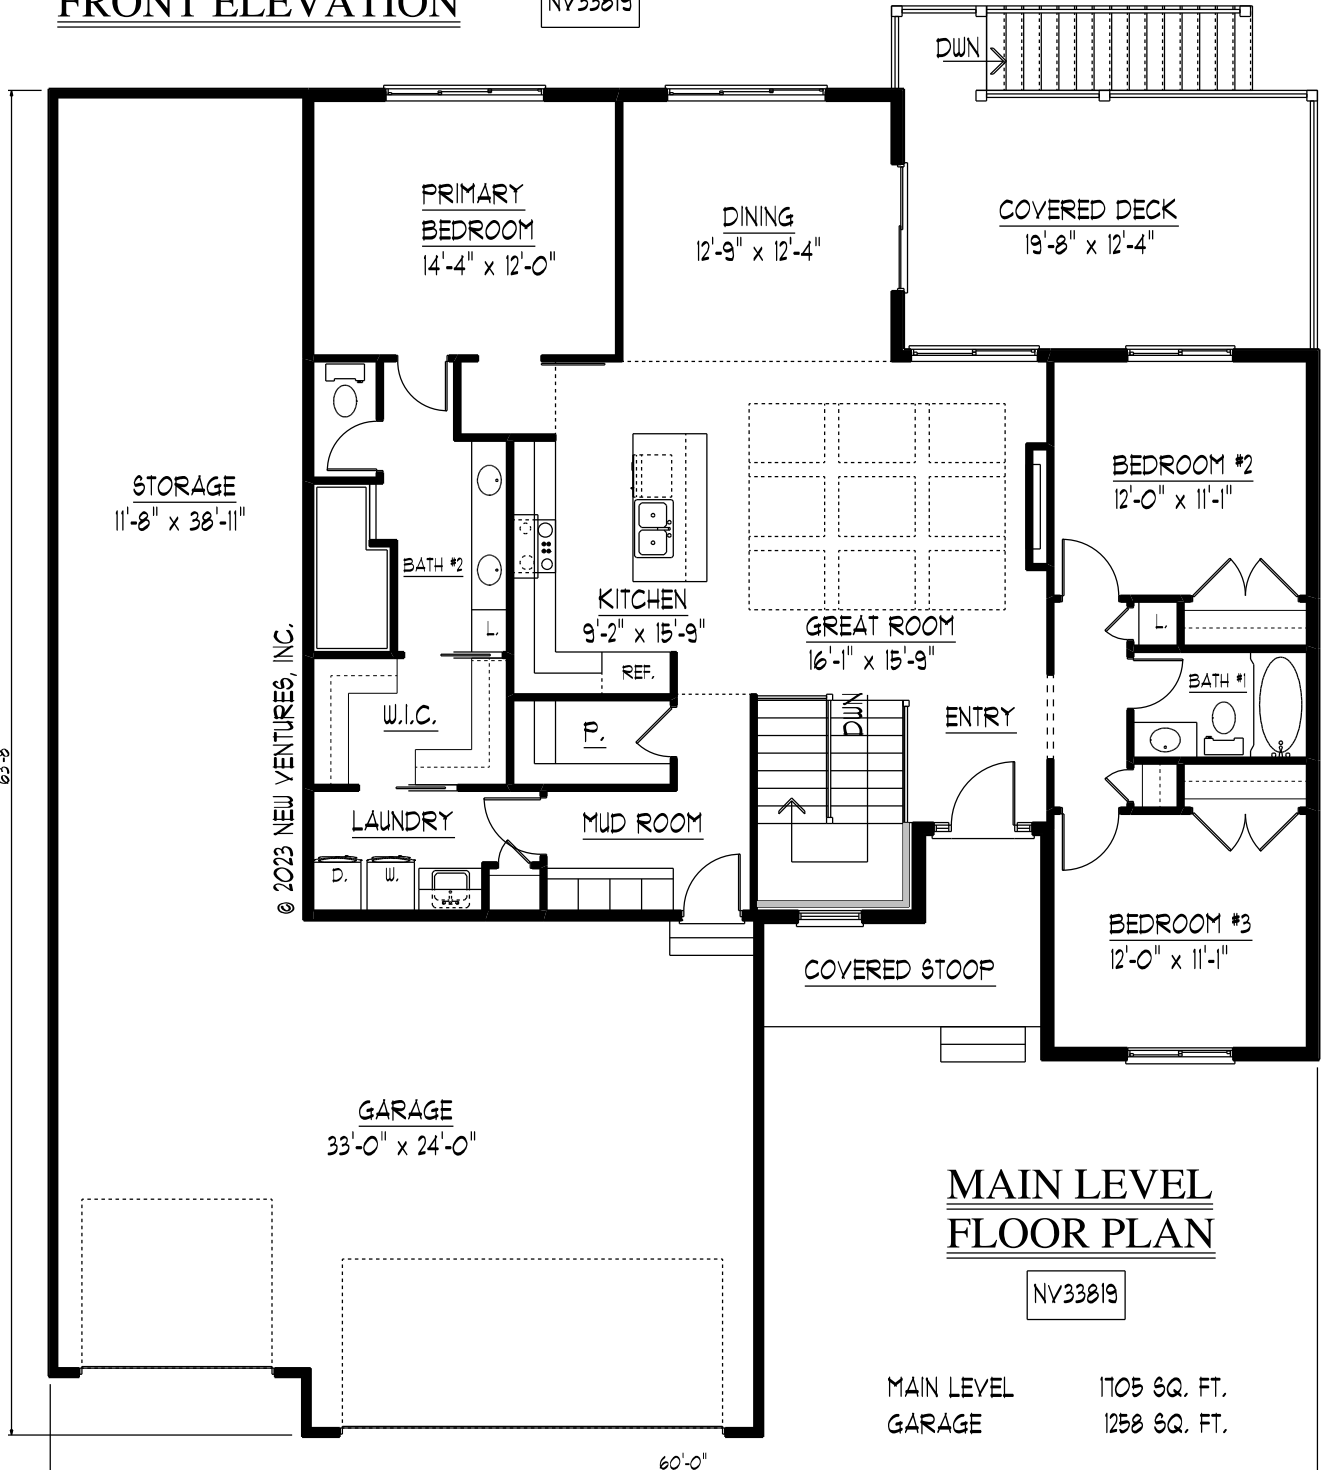 FRONT ELEVATION
NV33819
DWN
PRIMARY
BEDROOM
14'-4" x 12'-0"
DINING
12'-9" x 12'-4"
COVERED DECK
19'-8" x 12'-4"
STORAGE
11'-8" x 38'-11"
BEDROOM #2
12'-0" x 11'-1"
BATH #2
KITCHEN
9'-2" x 15'-9"
GREAT ROOM
16'-1" x 15'-9"
L.
L.
REF.
BATH #1
W.I.C.
P.
DWN
ENTRY
© 2023 NEW VENTURES, INC.
63'-8
LAUNDRY
MUD ROOM
D.
W.
BEDROOM #3
12'-0" x 11'-1"
COVERED STOOP
GARAGE
33'-0" x 24'-0"
MAIN LEVEL
FLOOR PLAN
NV33819
MAIN LEVEL 1705 SQ. FT.
GARAGE 1258 SQ. FT.
60'-0"